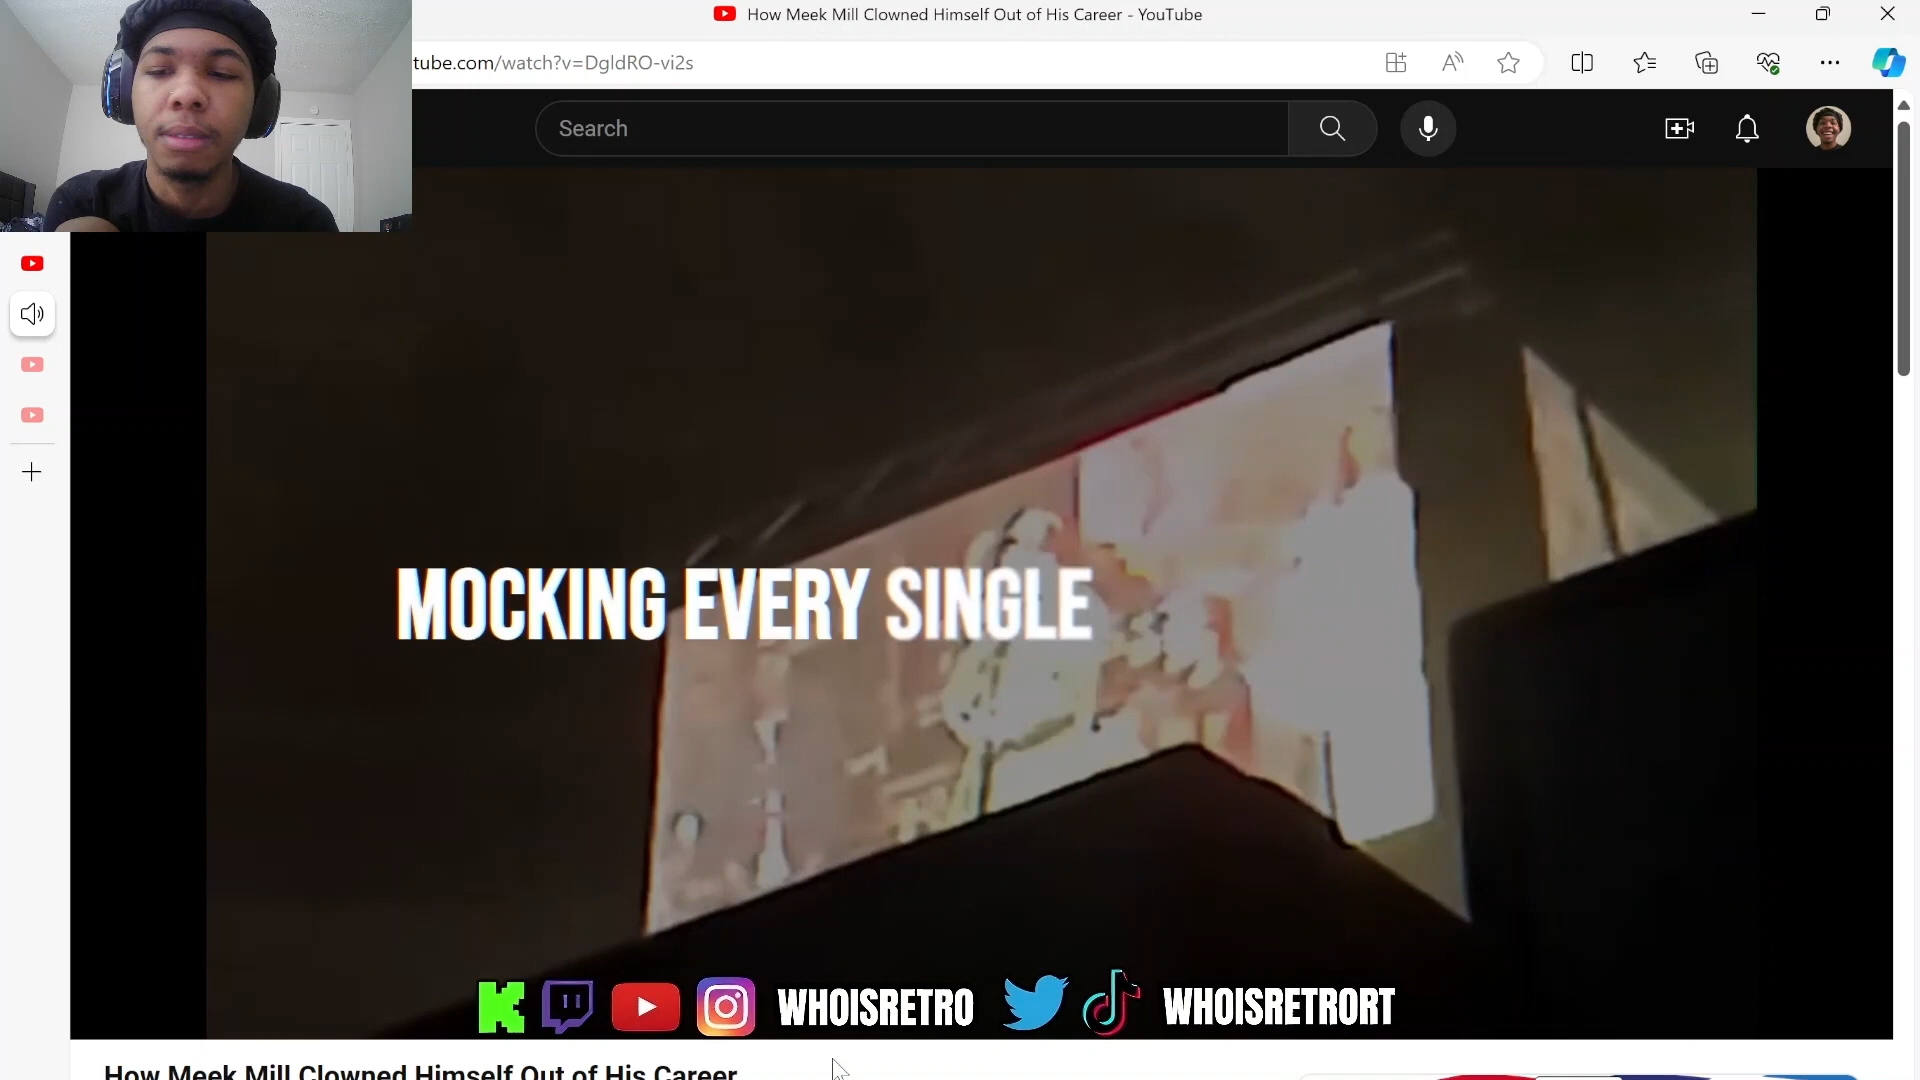 How Meek Mill Clowned Himself Out of His Career - YouTube
tube.com/watch?v=DgldRO-vi2s
Search
MOCKING EVERY SINGLE
WHOISRETRO
WHOISRETRORT
How Meek Mill Clowned Himself Out of His Career